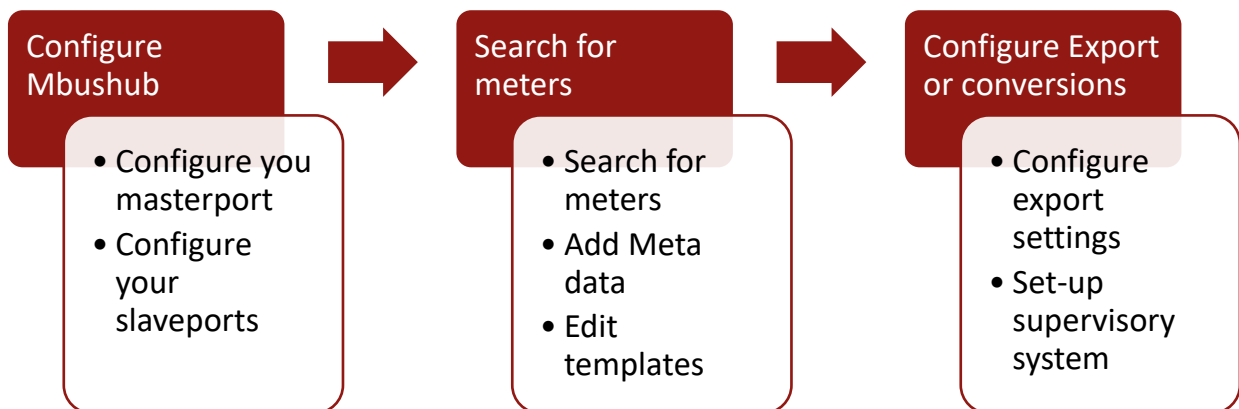 Configure
Mbushub
• Configure you
masterport
• Configure
your
slaveports
Search for
meters
• Search for
meters
• Add Meta
data
• Edit
templates
Configure Export
or conversions
• Configure
export
settings
• Set-up
supervisory
system